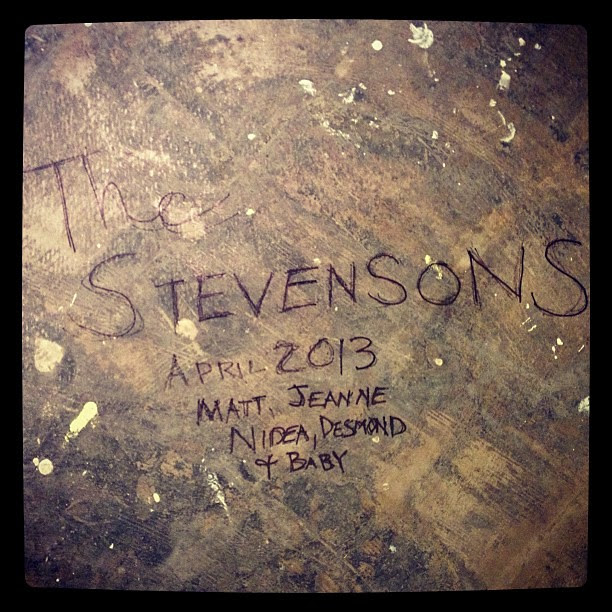 The
STEVENSONS
APRIL 2013
MATT, JEANNE
NIDEA, DESMOND
& BABY